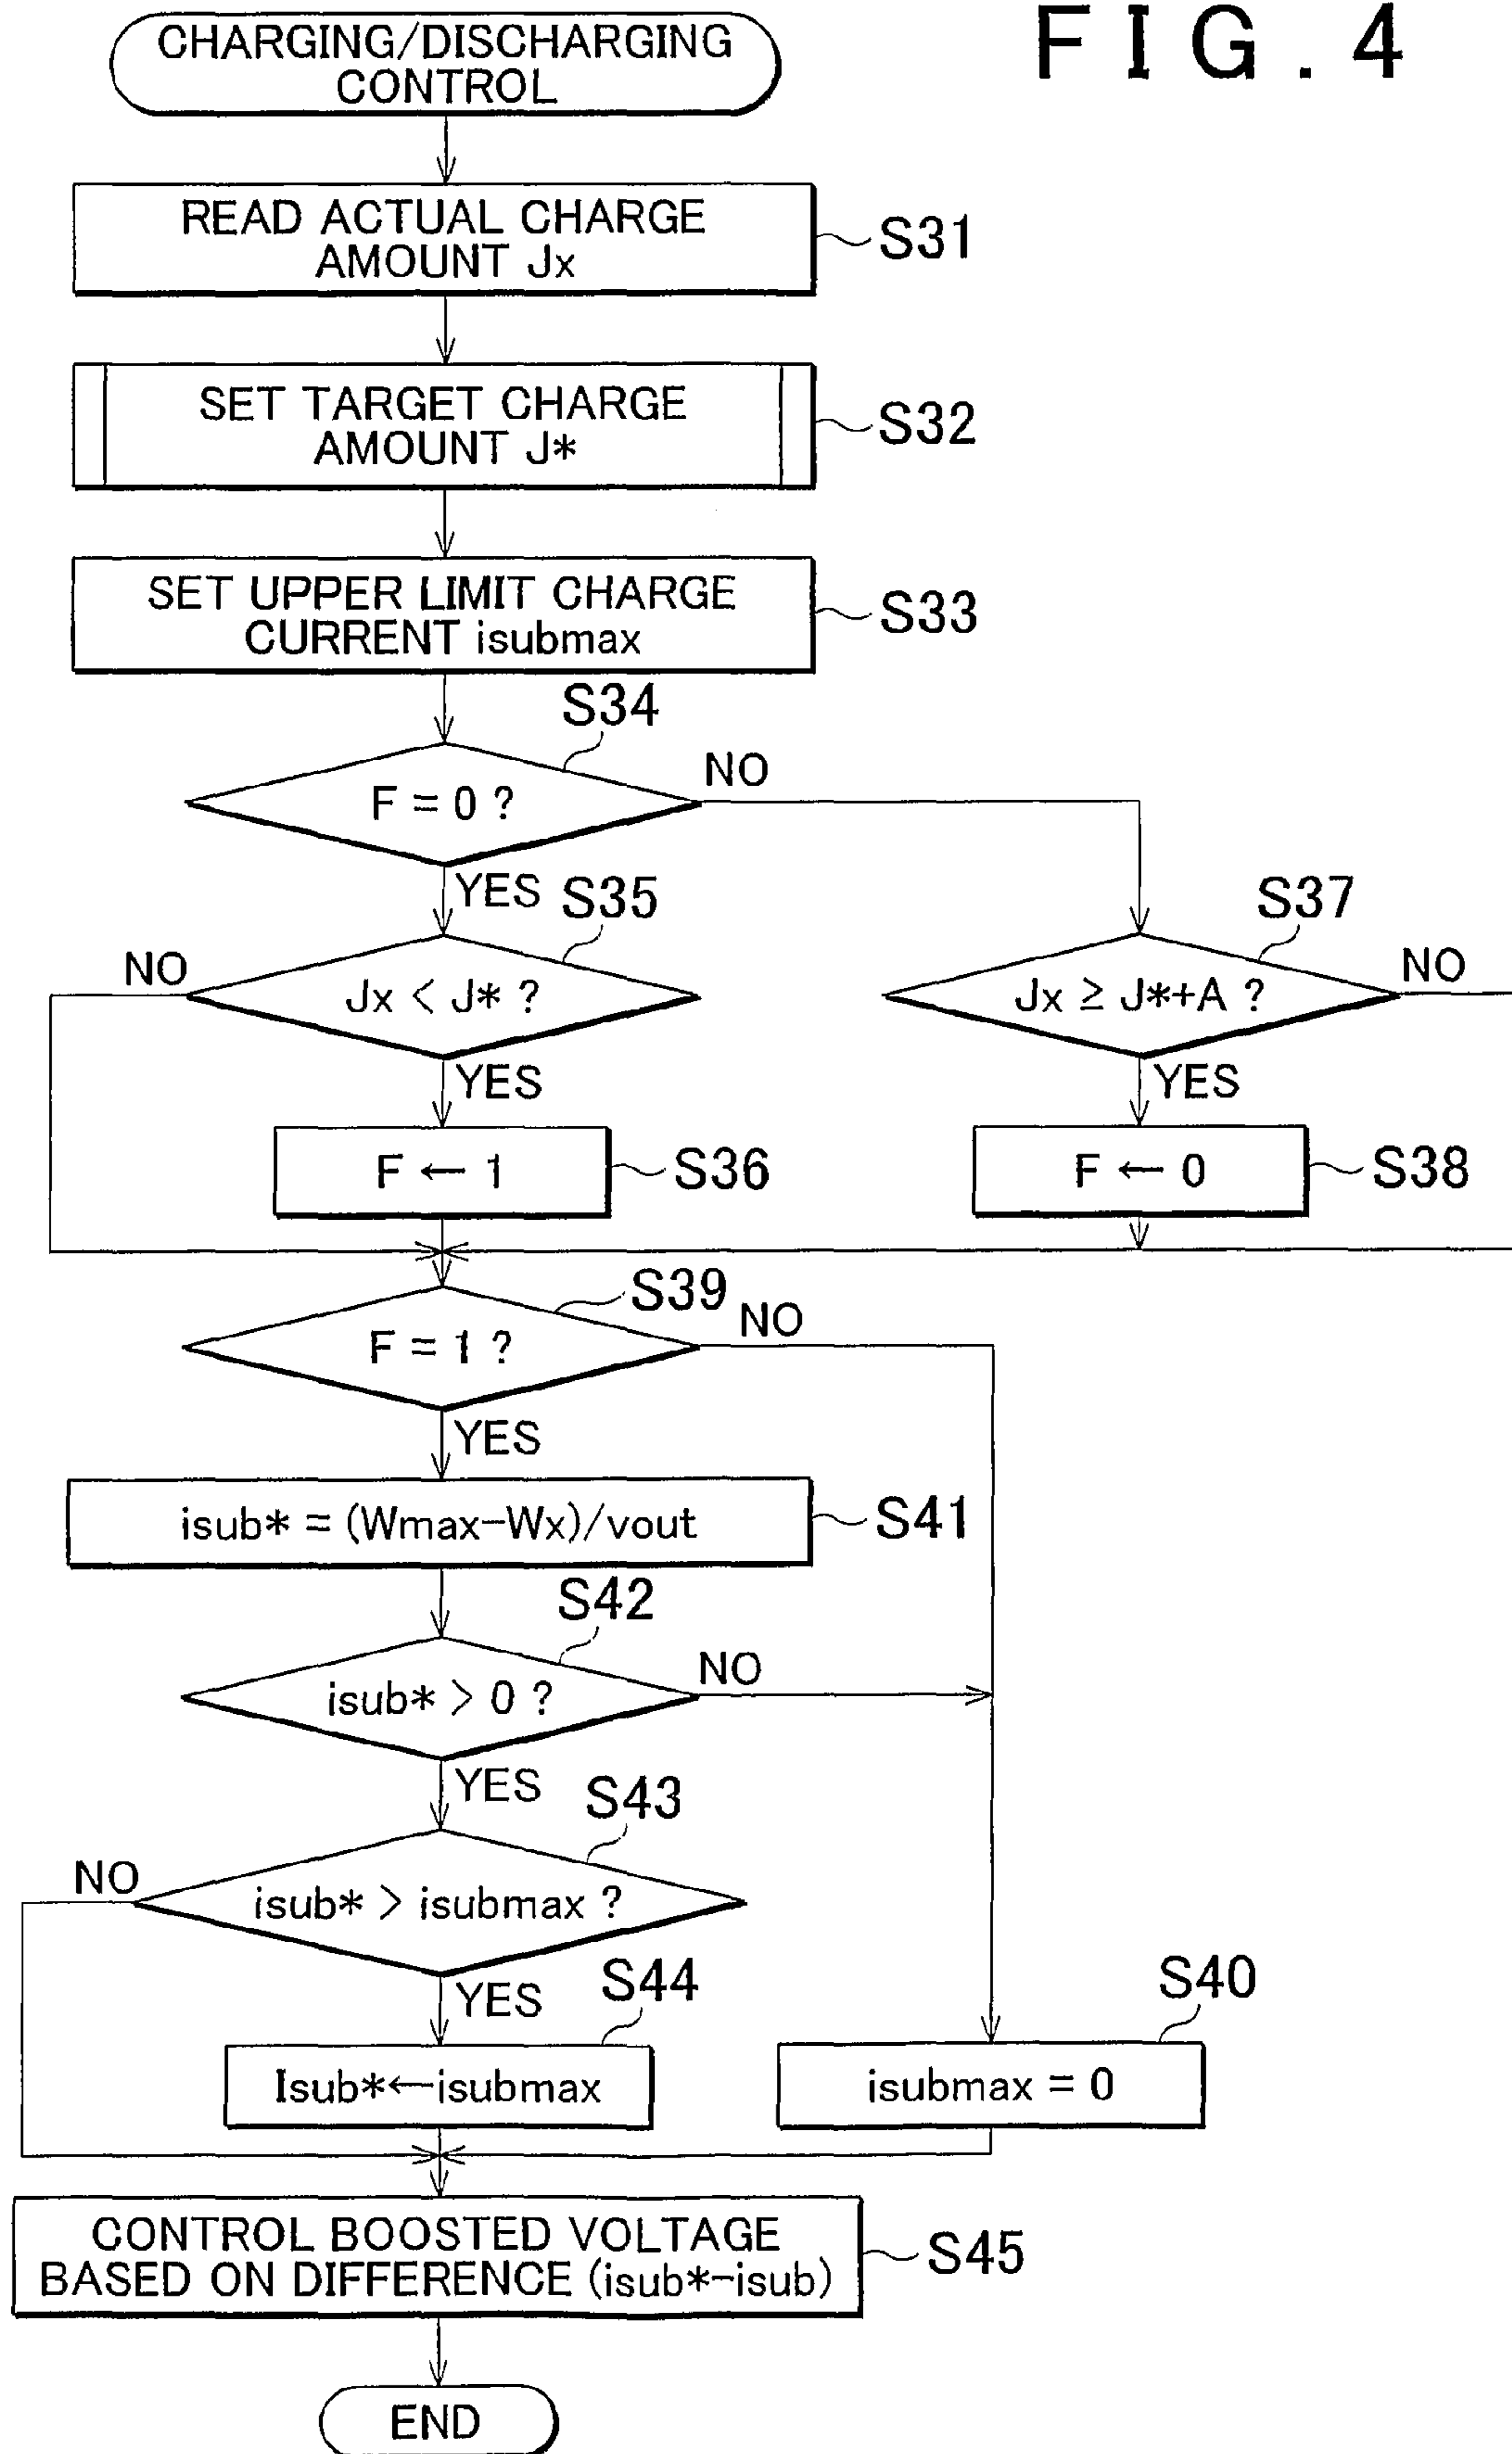 FIG. 4
CHARGING/DISCHARGING
CONTROL
READ ACTUAL CHARGE
AMOUNT Jx
S31
SET TARGET CHARGE
AMOUNT J*
S32
SET UPPER LIMIT CHARGE
CURRENT isubmax
S33
S34
F = 0 ?
NO
YES
S35
NO
Jx < J* ?
YES
S37
Jx ≥ J*+A ?
NO
YES
F ← 1
S36
F ← 0
S38
S39
F = 1 ?
NO
YES
isub* = (Wmax-Wx)/vout
S41
S42
isub* > 0 ?
NO
YES
S43
NO
isub* > isubmax ?
YES
S44
Isub*←isubmax
S40
isubmax = 0
CONTROL BOOSTED VOLTAGE
BASED ON DIFFERENCE (isub*-isub)
S45
END